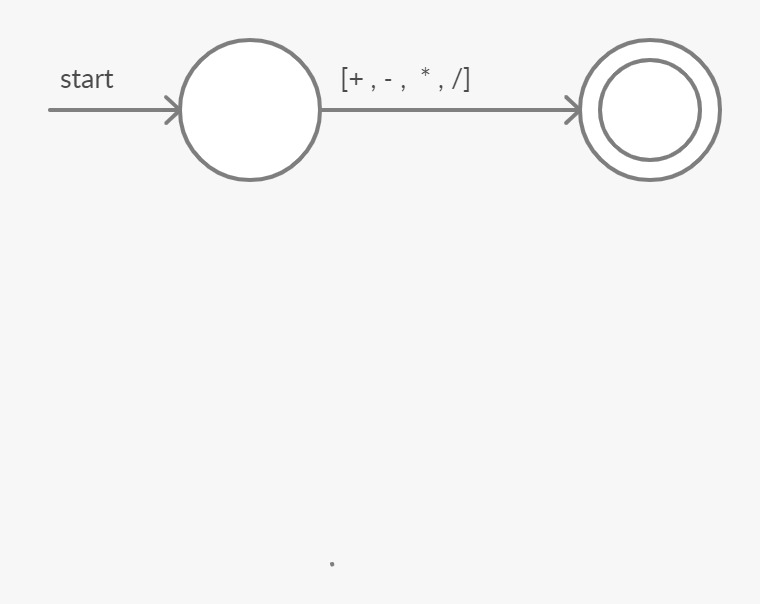 start
[+ , - , * , /]